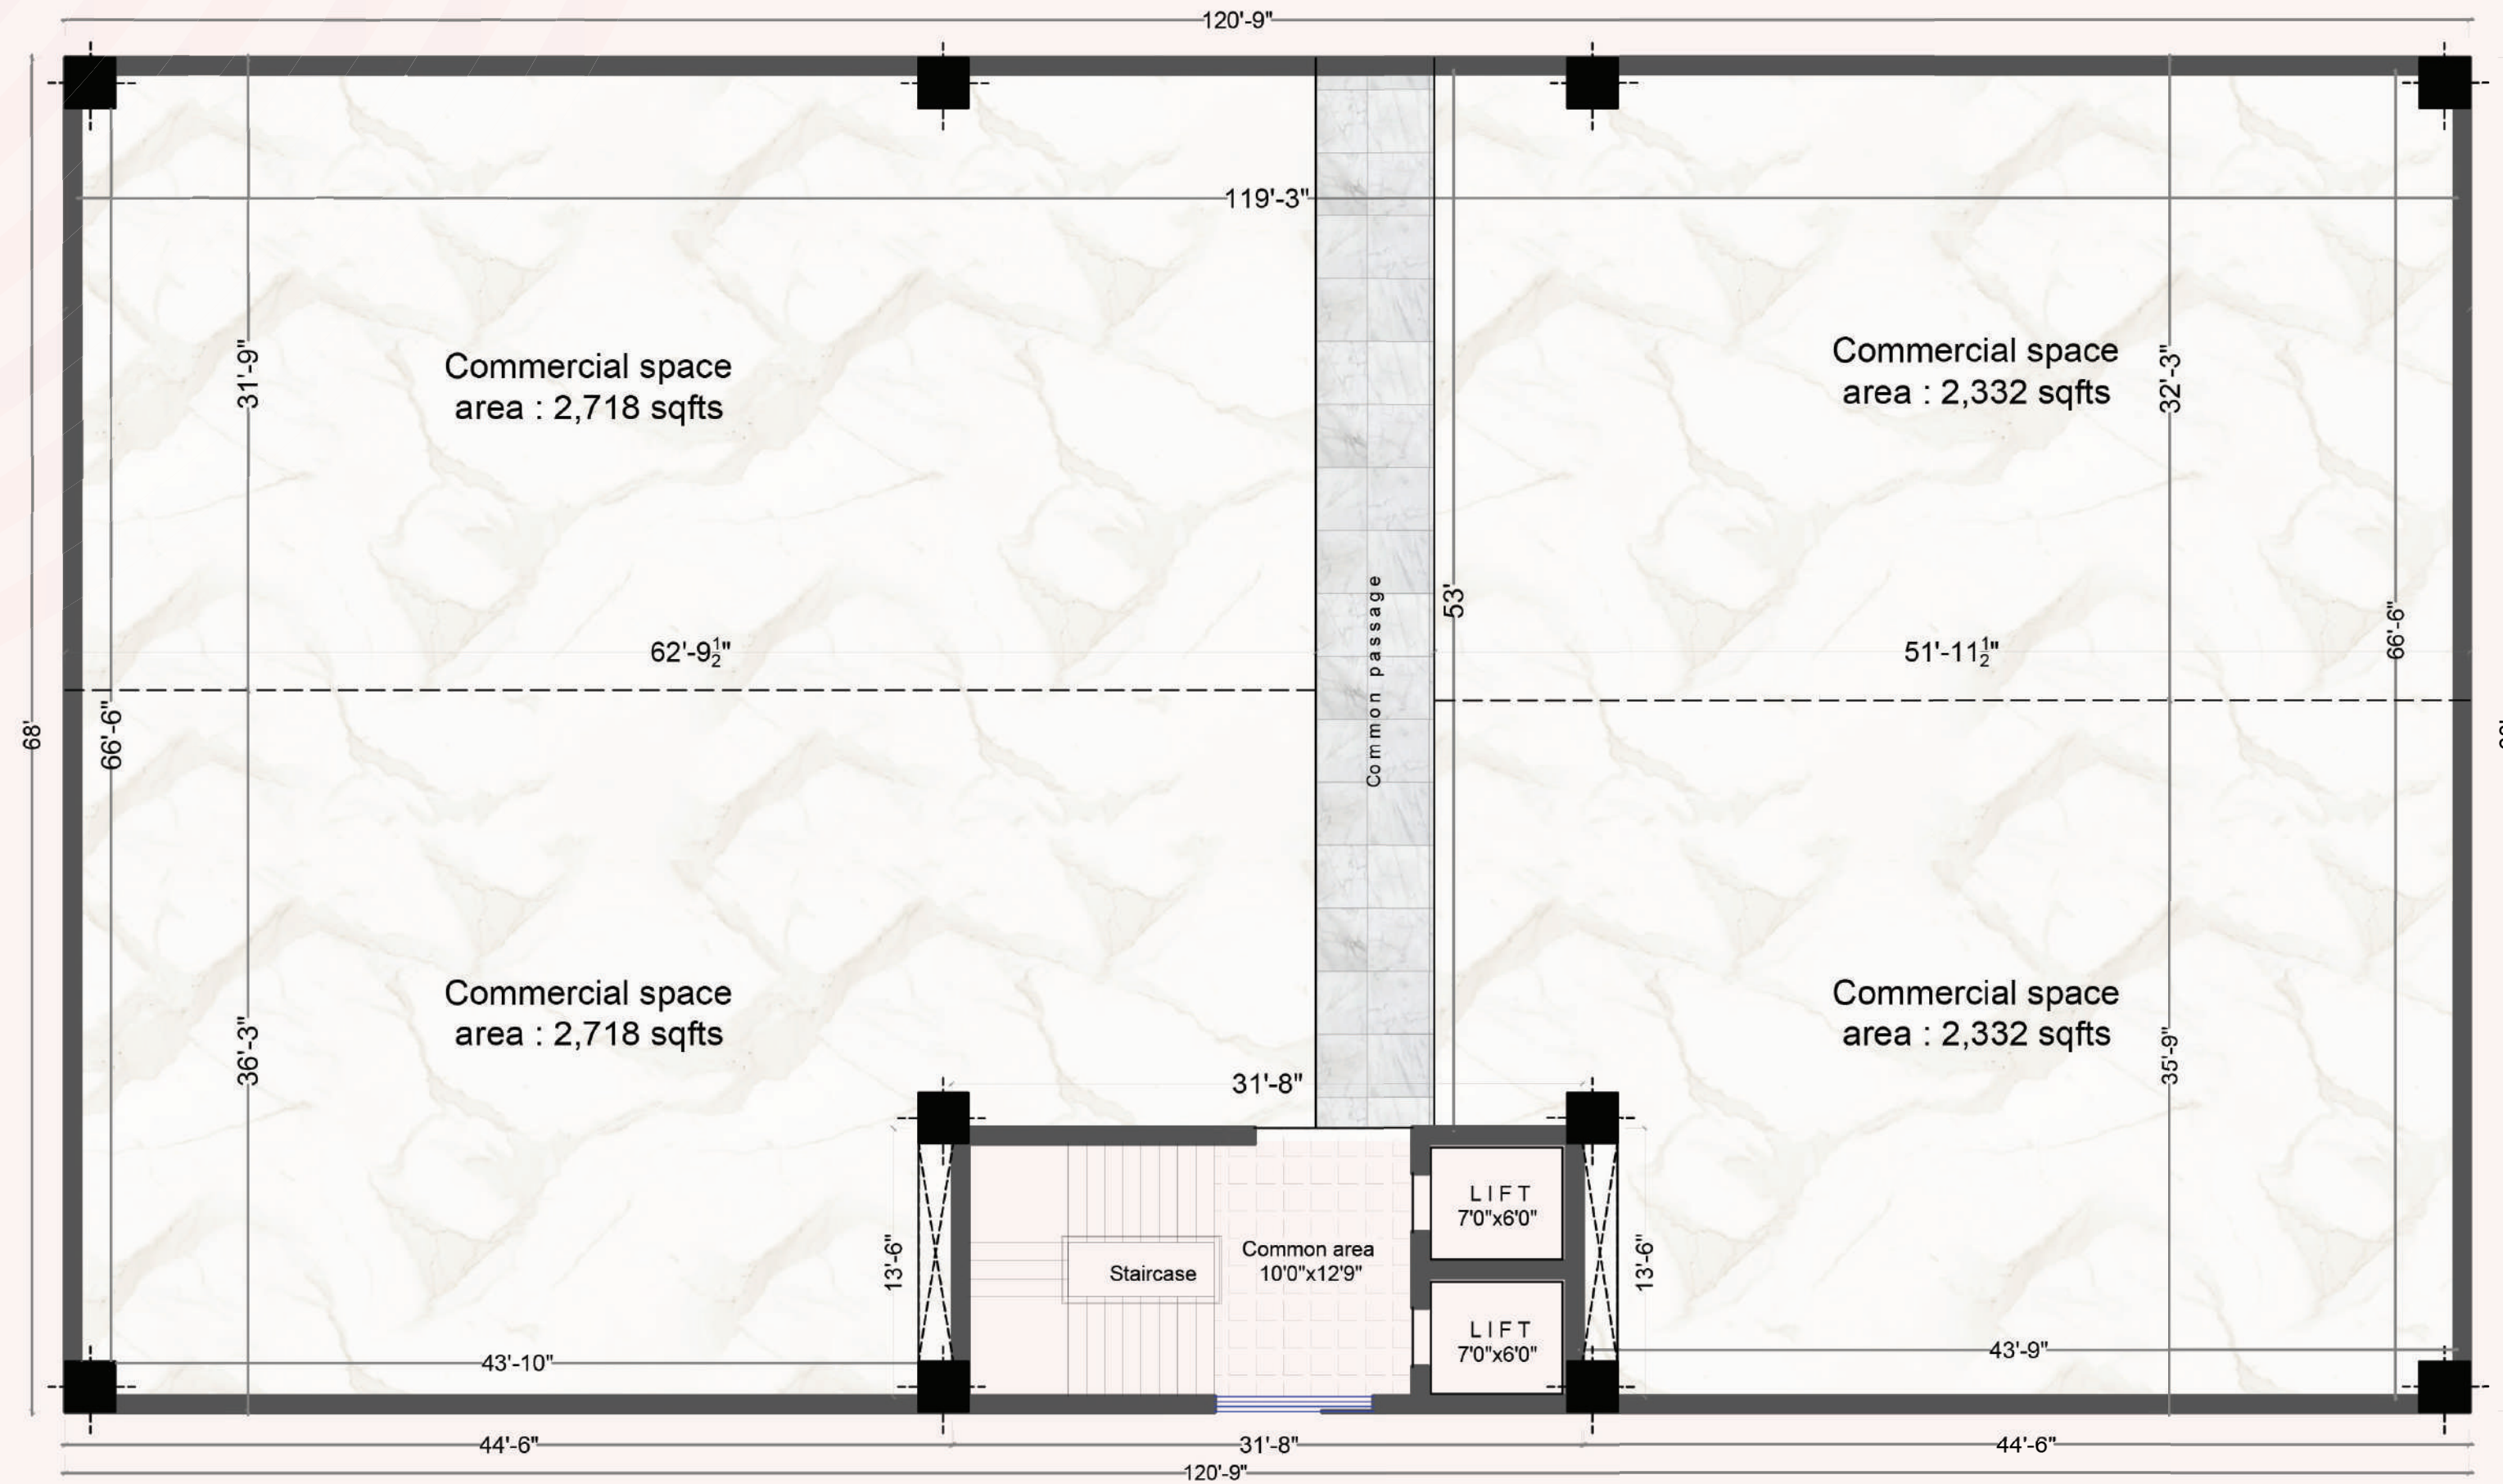 120'-9"
119'-3"
31'-9"
Commercial space
area : 2,718 sqfts
Commercial space
area : 2,332 sqfts
32'-3"
53'
66'-6"
62'-9½"
51'-11½"
Common passage
68'
66'-6"
Commercial space
area : 2,718 sqfts
Commercial space
area : 2,332 sqfts
36'-3"
35'-9"
31'-8"
LIFT
7'0"x6'0"
13'-6"
Staircase
Common area
10'0"x12'9"
13'-6"
LIFT
7'0"x6'0"
43'-10"
43'-9"
44'-6"
31'-8"
44'-6"
120'-9"